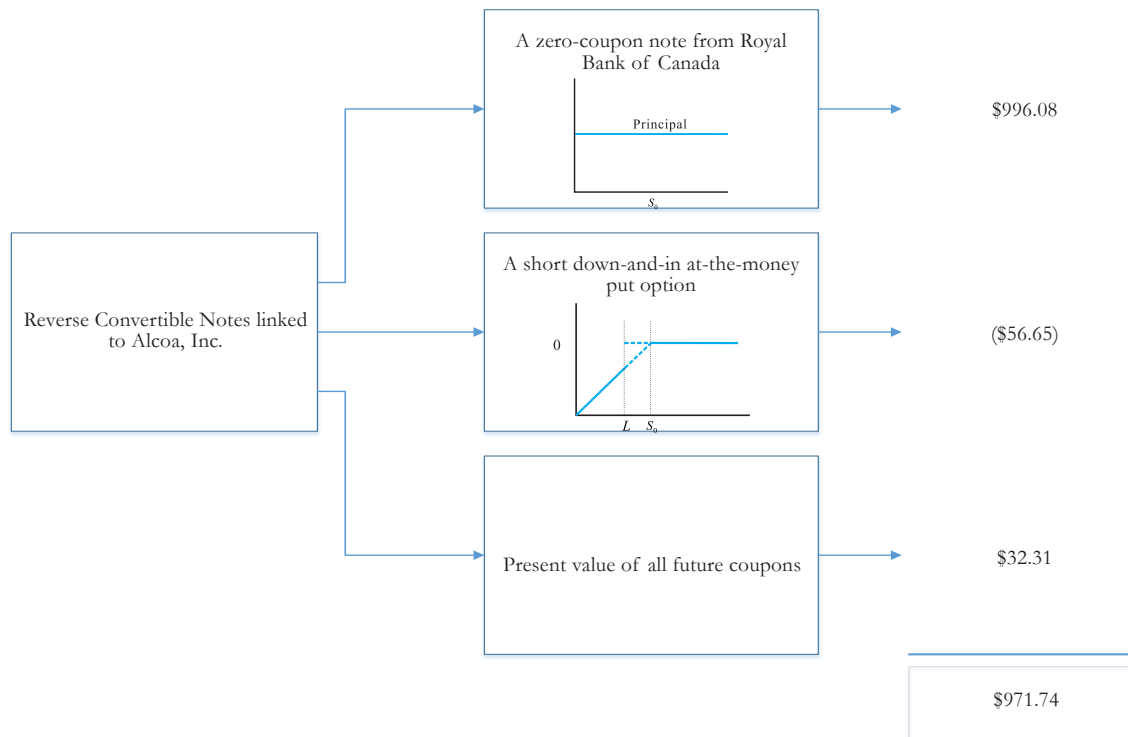 A zero-coupon note from Royal
Bank of Canada
Principal
S₀
$996.08
Reverse Convertible Notes linked
to Alcoa, Inc.
A short down-and-in at-the-money
put option
0
L S₀
($56.65)
Present value of all future coupons
$32.31
$971.74